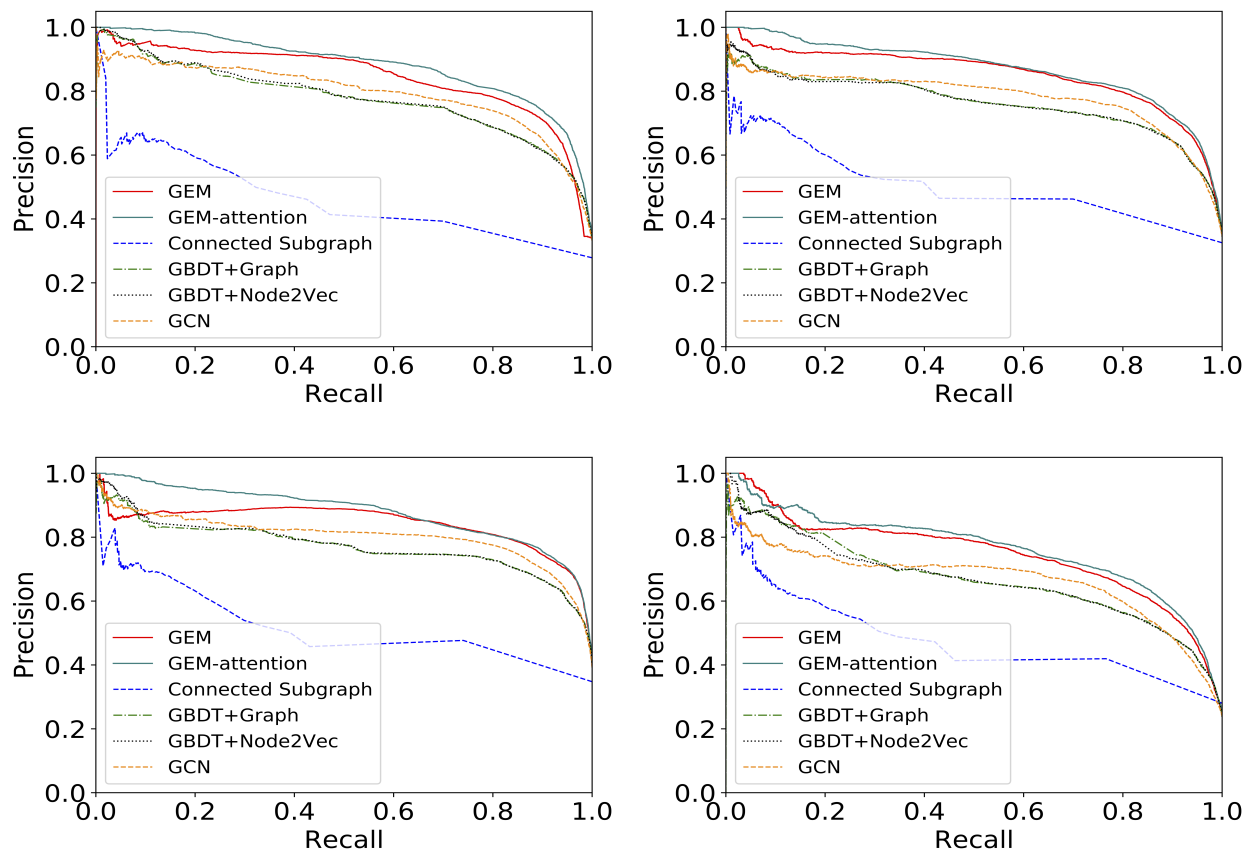 1.0
0.8
0.6
0.4
0.2
0.0
Precision
GEM
GEM-attention
Connected Subgraph
GBDT+Graph
GBDT+Node2Vec
GCN
0.0 0.2 0.4 0.6 0.8 1.0
Recall
1.0
0.8
0.6
0.4
0.2
0.0
Precision
GEM
GEM-attention
Connected Subgraph
GBDT+Graph
GBDT+Node2Vec
GCN
0.0 0.2 0.4 0.6 0.8 1.0
Recall
1.0
0.8
0.6
0.4
0.2
0.0
Precision
GEM
GEM-attention
Connected Subgraph
GBDT+Graph
GBDT+Node2Vec
GCN
0.0 0.2 0.4 0.6 0.8 1.0
Recall
1.0
0.8
0.6
0.4
0.2
0.0
Precision
GEM
GEM-attention
Connected Subgraph
GBDT+Graph
GBDT+Node2Vec
GCN
0.0 0.2 0.4 0.6 0.8 1.0
Recall